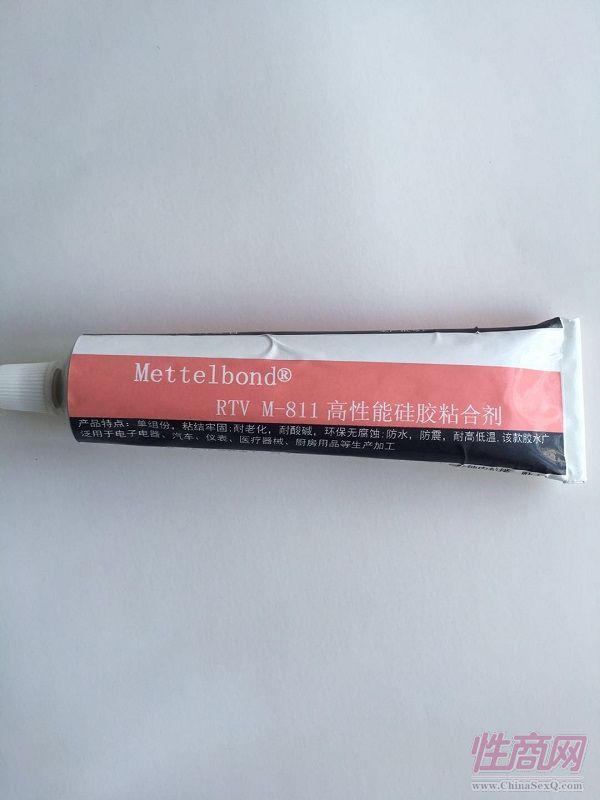 Mettelbond®
RTV M-811 高性能硅胶粘合剂
产品特点: 单组份, 粘结牢固; 耐老化, 耐酸碱, 环保无腐蚀; 防水, 防震, 耐高低温. 该款胶水广
泛用于电子电器、汽车、仪表、医疗器械、厨房用品等生产加工
性商网
www.ChinaSexQ.com